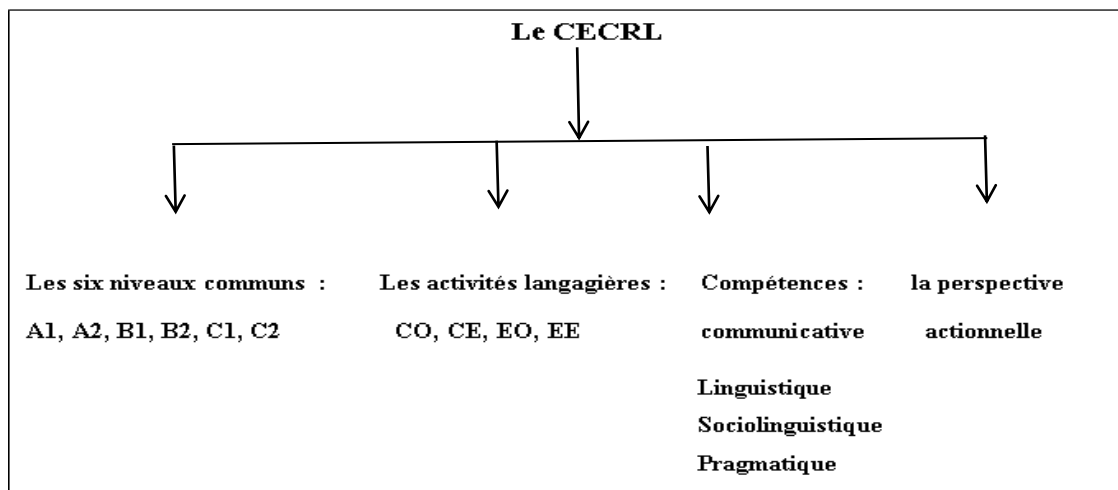 Le CECRL
Les six niveaux communs :
A1, A2, B1, B2, C1, C2
Les activités langagières :
CO, CE, EO, EE
Compétences :
communicative
Linguistique
Sociolinguistique
Pragmatique
la perspective
actionnelle